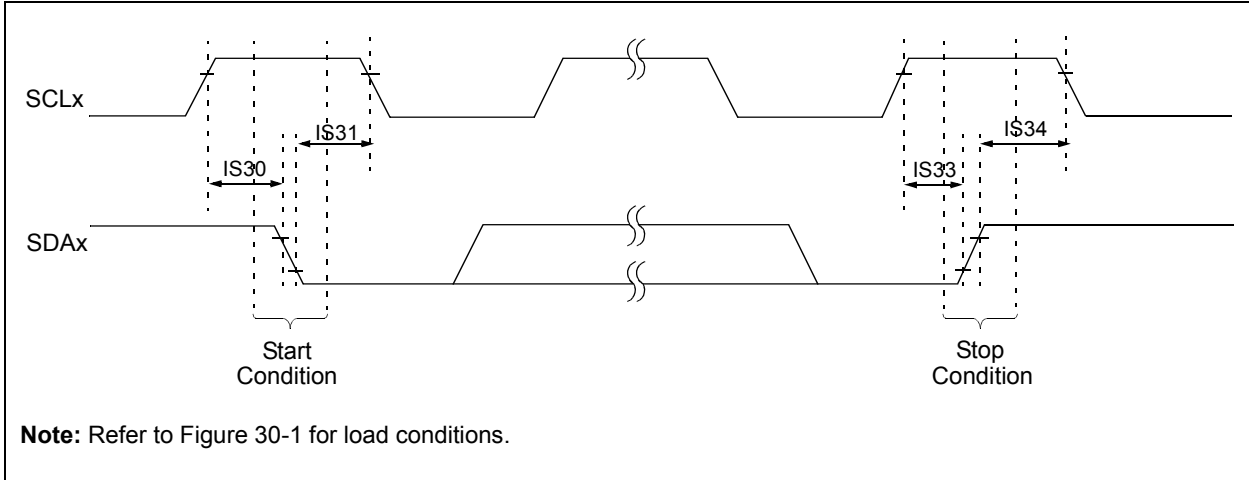 SCLx
IS31
IS34
IS30
IS33
SDAx
Start
Condition
Stop
Condition
Note: Refer to Figure 30-1 for load conditions.